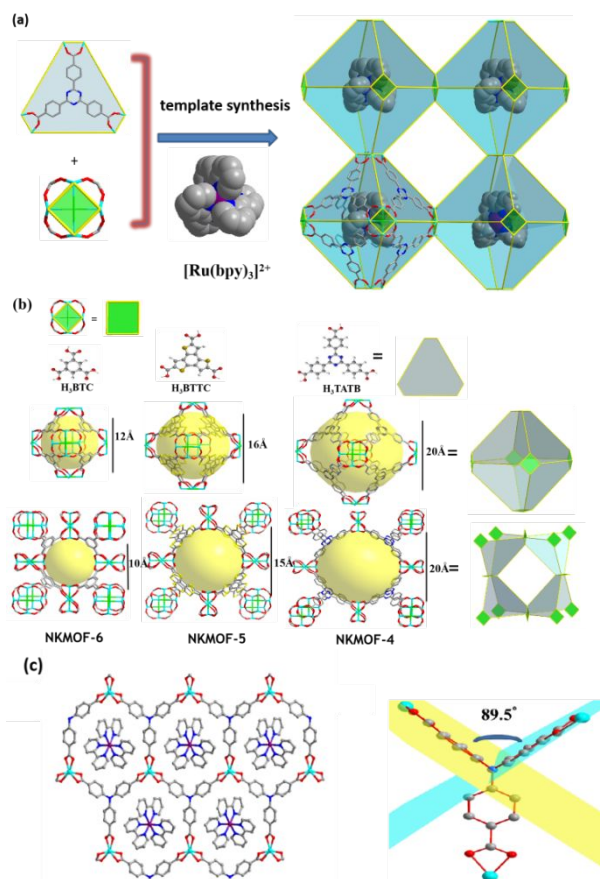 (a)
+
template synthesis
[Ru(bpy)₃]²⁺
(b)
=
H₃BTC
H₃BTTC
H₃TATB
=
12Å
16Å
20Å
=
10Å
15Å
20Å
=
NKMOF-6
NKMOF-5
NKMOF-4
(c)
89.5°